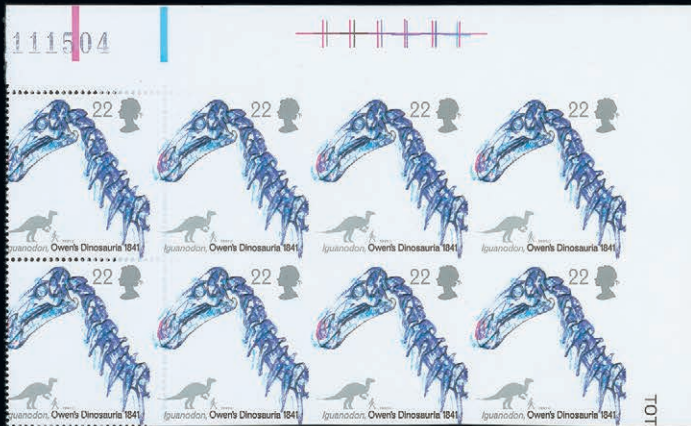 111504
22 22 22 22
Iguanodon, Owen's Dinosauria 1841 Iguanodon, Owen's Dinosauria 1841 Iguanodon, Owen's Dinosauria 1841 Iguanodon, Owen's Dinosauria 1841
22 22 22 22
Iguanodon, Owen's Dinosauria 1841 Iguanodon, Owen's Dinosauria 1841 Iguanodon, Owen's Dinosauria 1841 Iguanodon, Owen's Dinosauria 1841
TOT